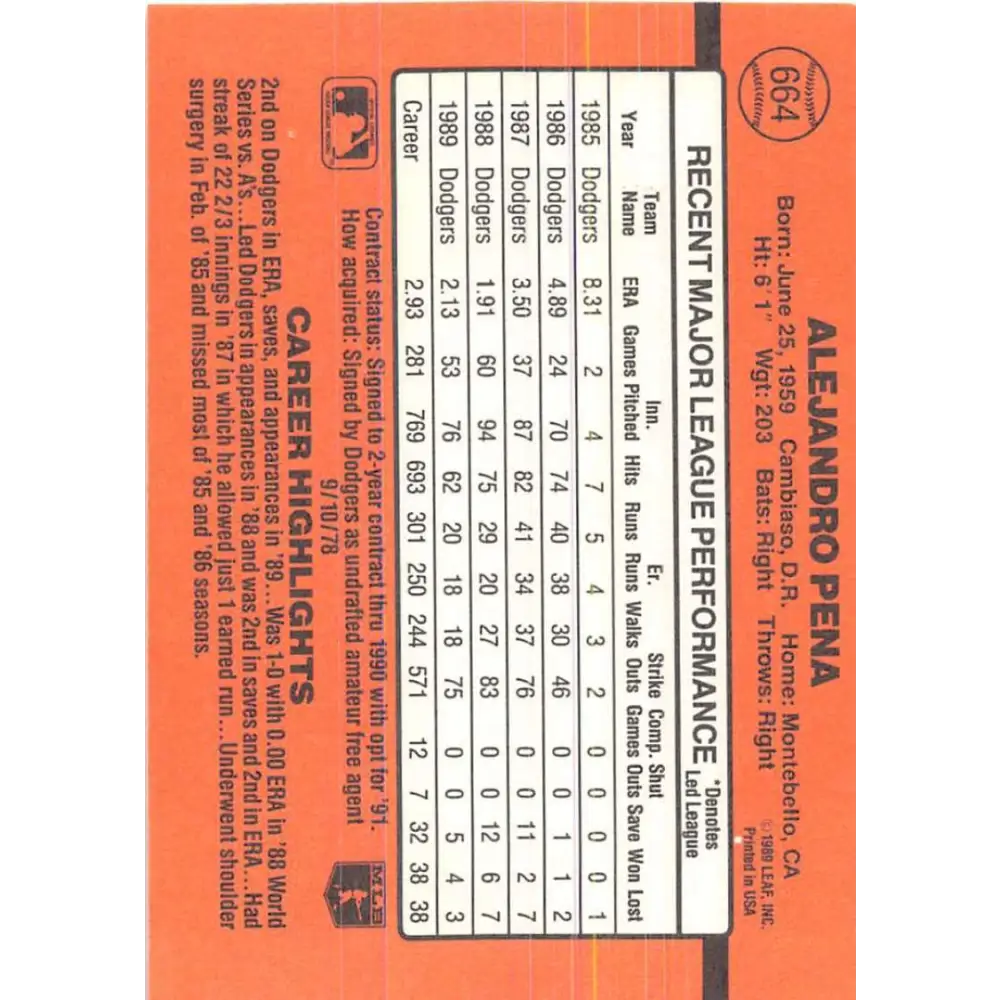 664
ALEJANDRO PENA
Born: June 25, 1959 Cambiaso, D.R. Home: Montebello, CA
Ht: 6'1" Wgt: 203 Bats: Right Throws: Right
© 1989 LEAF, INC.
Printed in USA
RECENT MAJOR LEAGUE PERFORMANCE *Denotes
Led League
Team Inn. Er. Strike Comp. Shut
Year Name ERA Games Pitched Hits Runs Runs Walks Outs Games Outs Save Won Lost
1985 Dodgers 8.31 2 4 7 5 4 3 2 0 0 0 0 1
1986 Dodgers 4.89 24 70 74 40 38 30 46 0 0 1 1 2
1987 Dodgers 3.50 37 87 82 41 34 37 76 0 0 11 2 7
1988 Dodgers 1.91 60 94 75 29 20 27 83 0 0 12 6 7
1989 Dodgers 2.13 53 76 62 20 18 18 75 0 0 5 4 3
Career 2.93 281 769 693 301 250 244 571 12 7 32 38 38
Contract status: Signed to 2-year contract thru 1990 with opt for '91.
How acquired: Signed by Dodgers as undrafted amateur free agent
9/10/78
MLB
CAREER HIGHLIGHTS
2nd on Dodgers in ERA, saves, and appearances in '89...Was 1-0 with 0.00 ERA in '88 World
Series vs. A's...Led Dodgers in appearances in '88 and was 2nd in saves and 2nd in ERA...Had
streak of 22 2/3 innings in '87 in which he allowed just 1 earned run...Underwent shoulder
surgery in Feb. of '85 and missed most of '85 and '86 seasons.